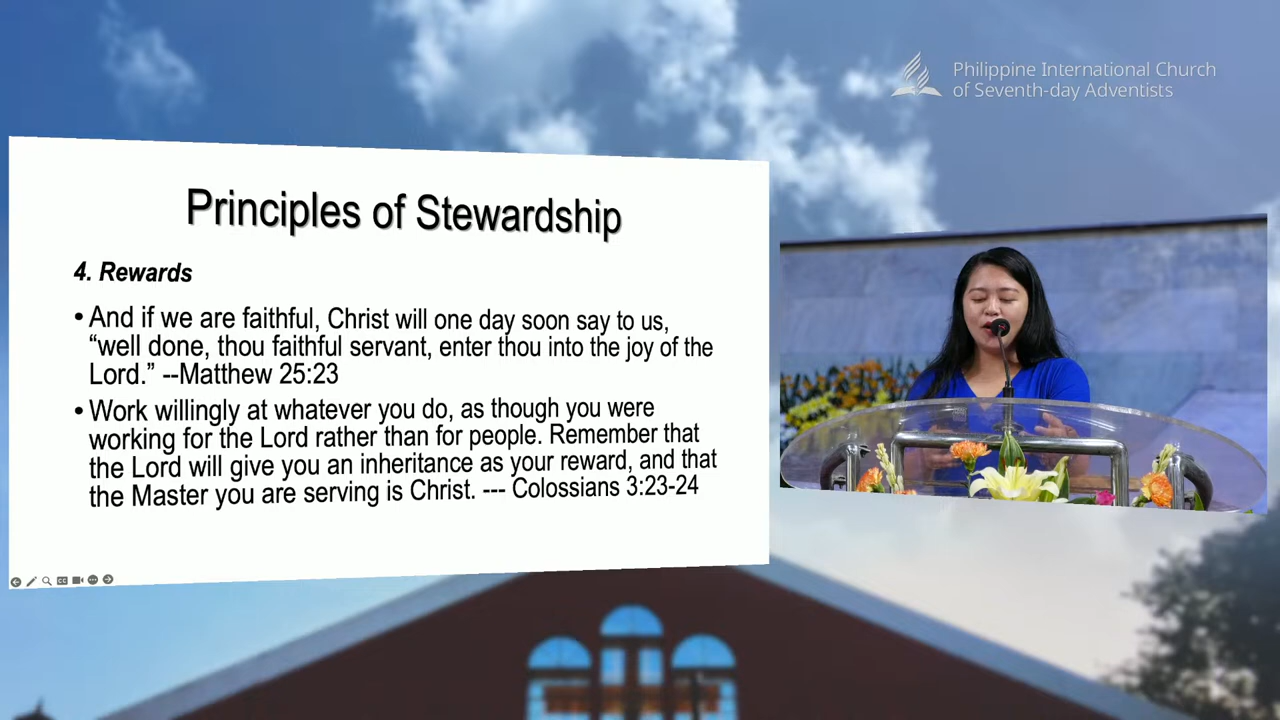 Philippine International Church
of Seventh-day Adventists
Principles of Stewardship
4. Rewards
• And if we are faithful, Christ will one day soon say to us,
“well done, thou faithful servant, enter thou into the joy of the
Lord.” --Matthew 25:23
• Work willingly at whatever you do, as though you were
working for the Lord rather than for people. Remember that
the Lord will give you an inheritance as your reward, and that
the Master you are serving is Christ. --- Colossians 3:23-24